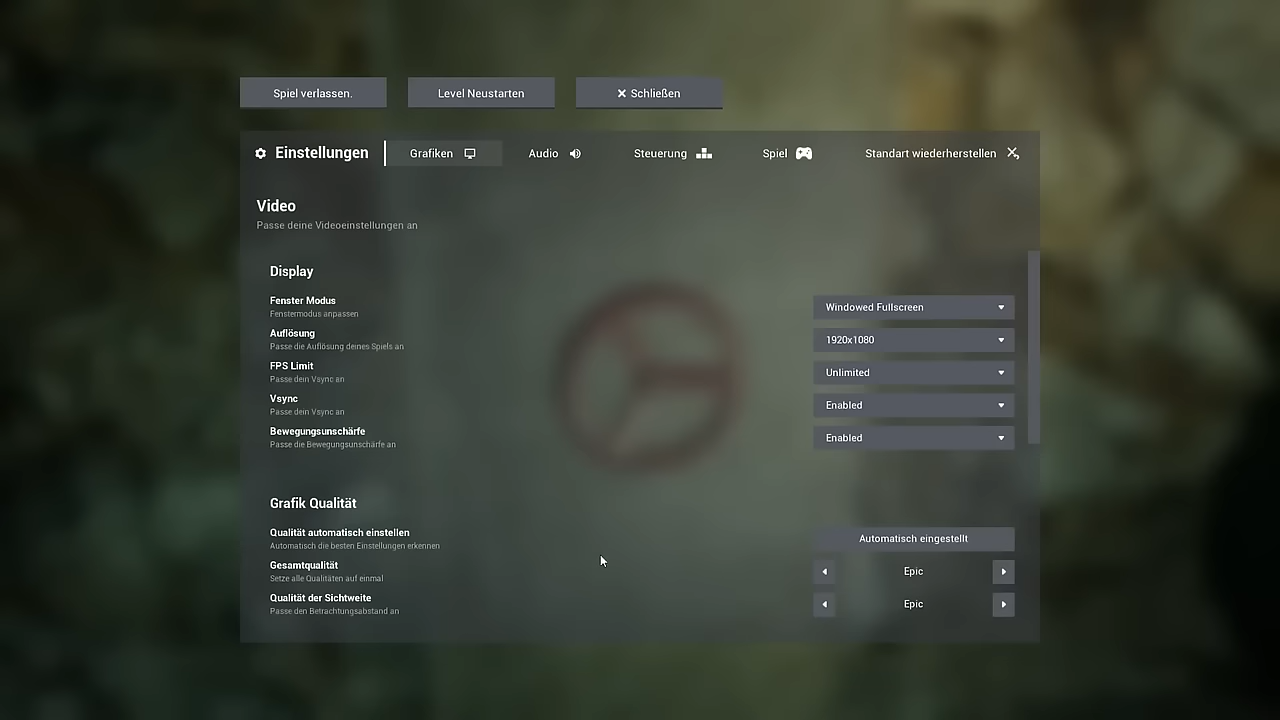 Spiel verlassen. Level Neustarten Schließen
Einstellungen Grafiken Audio Steuerung Spiel Standart wiederherstellen
Video
Passe deine Videoeinstellungen an
Display
Fenster Modus
Fenstermodus anpassen
Windowed Fullscreen
Auflösung
Passe die Auflösung deines Spiels an
1920x1080
FPS Limit
Passe dein Vsync an
Unlimited
Vsync
Passe dein Vsync an
Enabled
Bewegungsunschärfe
Passe die Bewegungsunschärfe an
Enabled
Grafik Qualität
Qualität automatisch einstellen
Automatisch die besten Einstellungen erkennen
Automatisch eingestellt
Gesamtqualität
Setze alle Qualitäten auf einmal
Epic
Qualität der Sichtweite
Passe den Betrachtungsabstand an
Epic